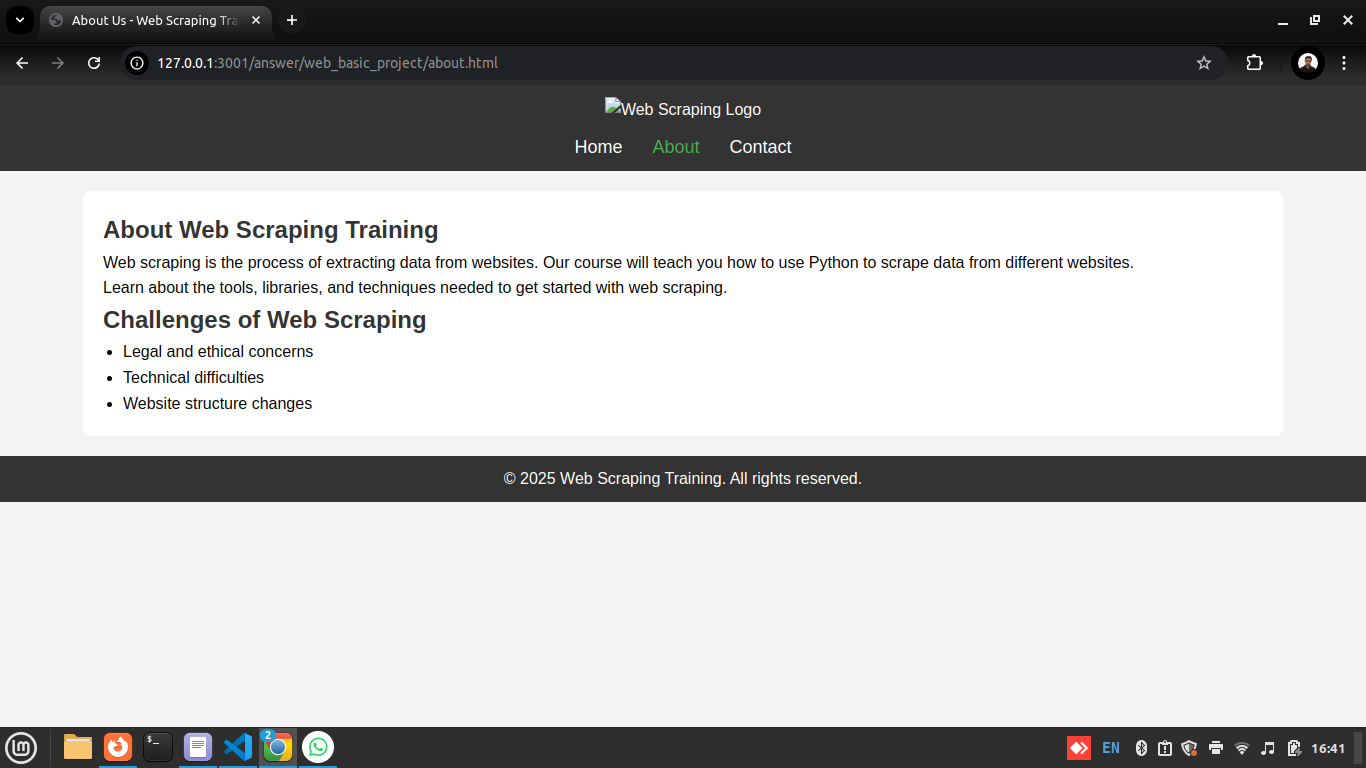 About Us - Web Scraping Tra
127.0.0.1:3001/answer/web_basic_project/about.html
Web Scraping Logo
Home About Contact
About Web Scraping Training
Web scraping is the process of extracting data from websites. Our course will teach you how to use Python to scrape data from different websites.
Learn about the tools, libraries, and techniques needed to get started with web scraping.
Challenges of Web Scraping
• Legal and ethical concerns
• Technical difficulties
• Website structure changes
© 2025 Web Scraping Training. All rights reserved.
lm $_ 2 EN 16:41